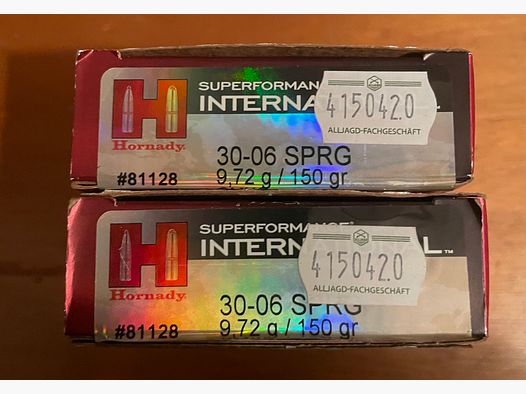 SUPERFORMANCE
INTERNA L
4150420
ALLJAGD-FACHGESCHÄFT
Hornady
30-06 SPRG
#81128
9,72 g / 150 gr
SUPERFORMANCE®
INTERN AL™
4150420
ALLJAGD-FACHGESCHÄFT
Hornady
30-06 SPRG
#81128
9,72 g / 150 gr